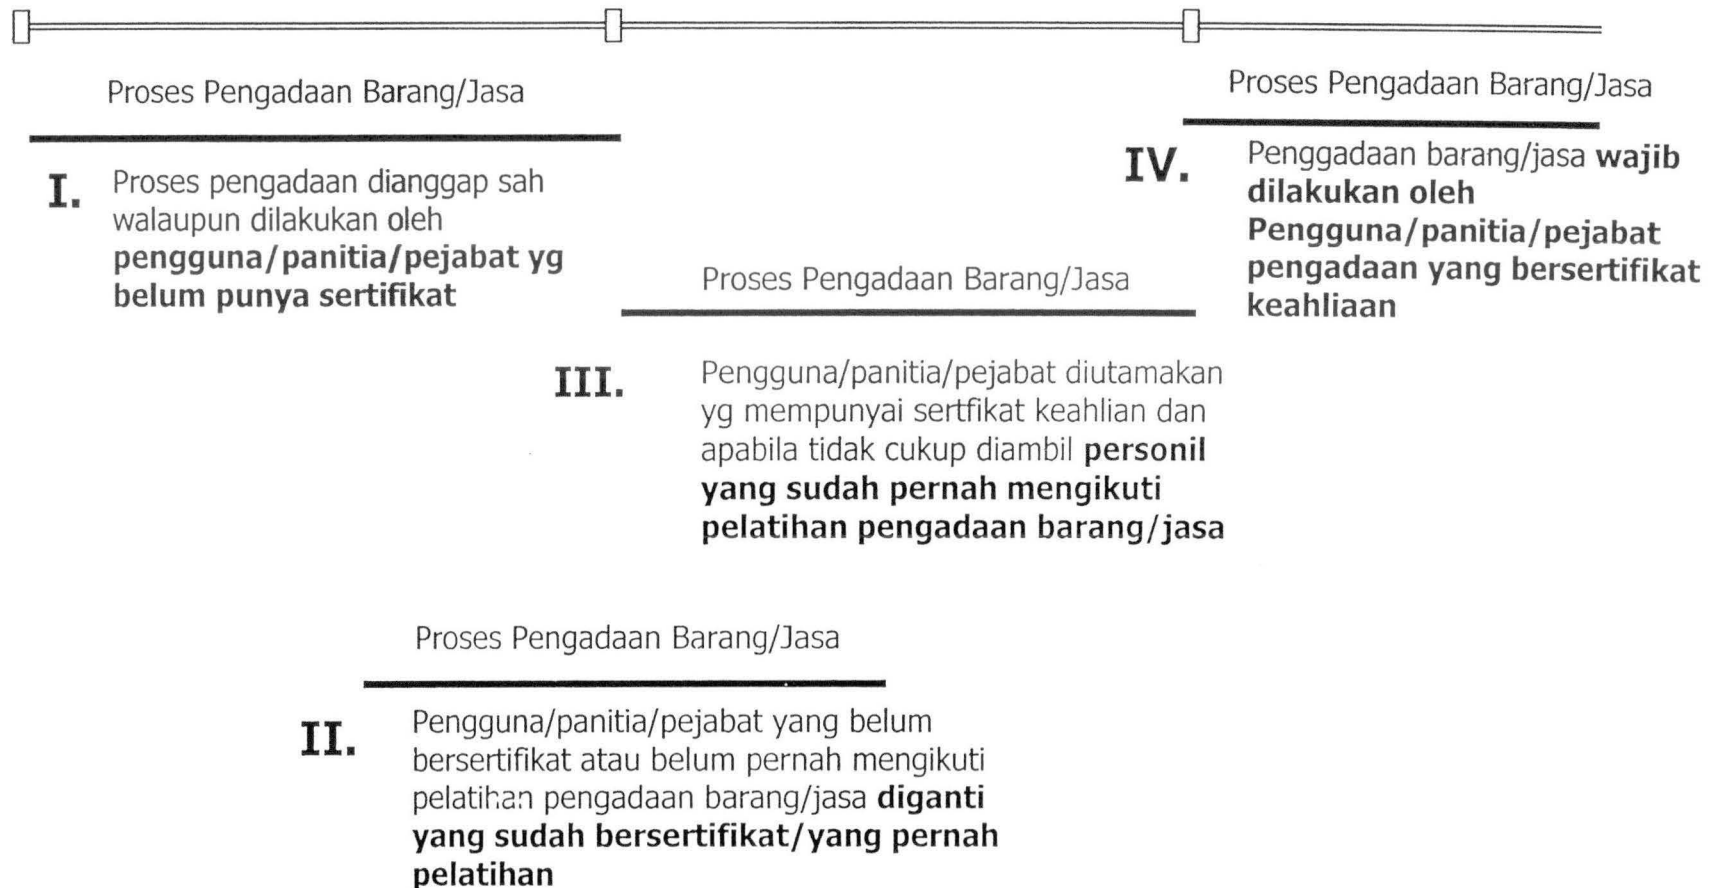 Proses Pengadaan Barang/Jasa
I. Proses pengadaan dianggap sah
walaupun dilakukan oleh
pengguna/panitia/pejabat yg
belum punya sertifikat
Proses Pengadaan Barang/Jasa
II. Pengguna/panitia/pejabat yang belum
bersertifikat atau belum pernah mengikuti
pelatihan pengadaan barang/jasa diganti
yang sudah bersertifikat/yang pernah
pelatihan
Proses Pengadaan Barang/Jasa
III. Pengguna/panitia/pejabat diutamakan
yg mempunyai sertfikat keahlian dan
apabila tidak cukup diambil personil
yang sudah pernah mengikuti
pelatihan pengadaan barang/jasa
Proses Pengadaan Barang/Jasa
IV. Penggadaan barang/jasa wajib
dilakukan oleh
Pengguna/panitia/pejabat
pengadaan yang bersertifikat
keahliaan